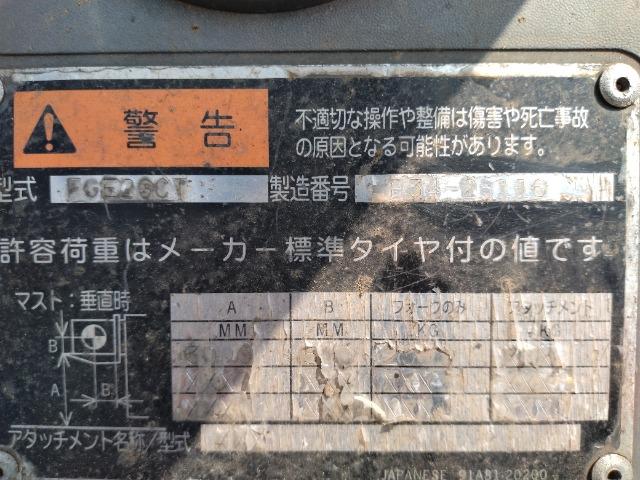 警告
不適切な操作や整備は傷害や死亡事故
の原因となる可能性があります。
型式 製造番号
許容荷重はメーカー標準タイヤ付の値です
マスト:垂直時
A B フォークのみ アタッチメント
MM MM KG KG
B
A
B
アタッチメント名称/型式
JAPANESE 91A81-20200